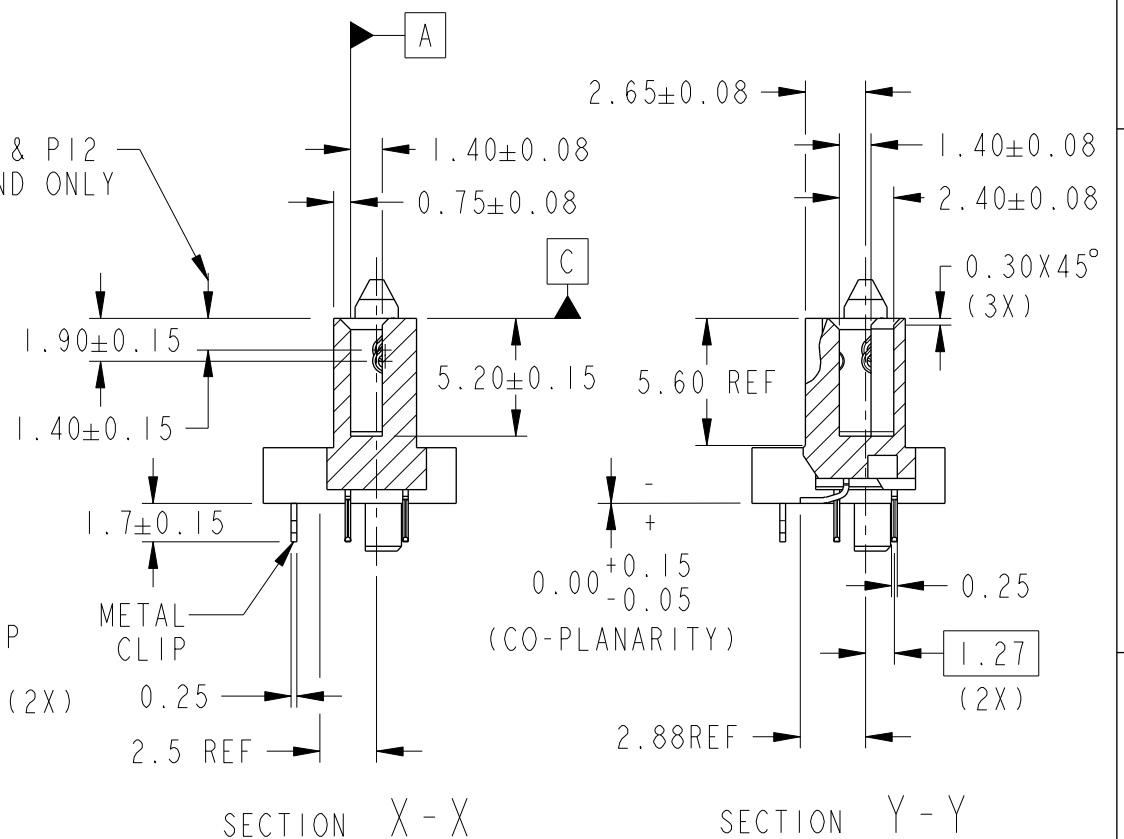 A
2.65±0.08
& P12
ND ONLY
1.40±0.08
0.75±0.08
1.40±0.08
2.40±0.08
C
0.30X45°
(3X)
1.90±0.15
5.20±0.15
5.60 REF
1.40±0.15
1.7±0.15
-
+
0.00 +0.15
-0.05
(CO-PLANARITY)
0.25
METAL
CLIP
P
(2X)
0.25
1.27
(2X)
2.5 REF
2.88REF
SECTION X-X
SECTION Y-Y